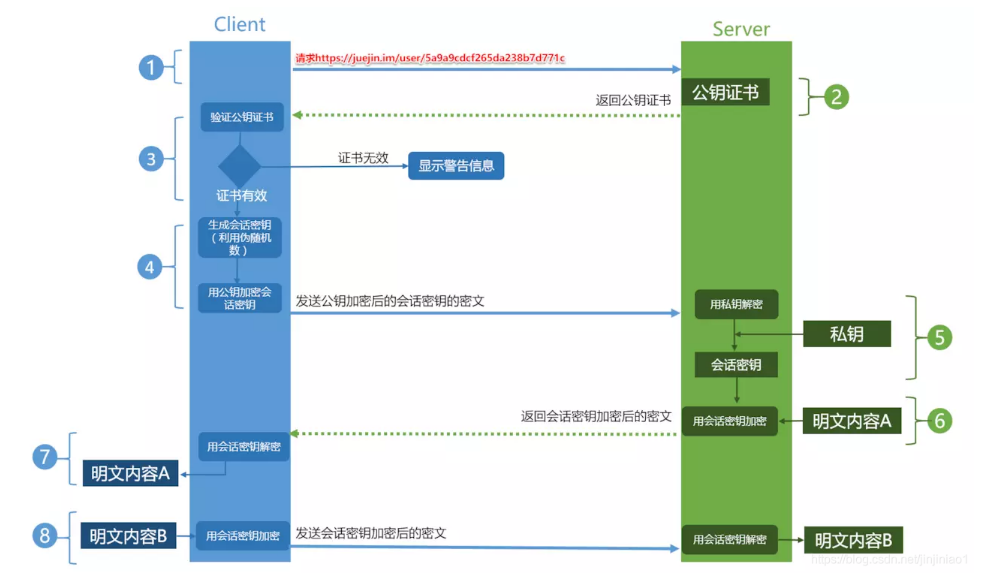 Client
Server
1
请求https://juejin.im/user/5a9a9cdcf265da238b7d771c
公钥证书
2
返回公钥证书
验证公钥证书
3
证书无效
显示警告信息
证书有效
生成会话密钥
（利用伪随机
数）
4
用公钥加密会
话密钥
发送公钥加密后的会话密钥的密文
用私钥解密
私钥
5
会话密钥
返回会话密钥加密后的密文
用会话密钥加密
明文内容A
6
7
用会话密钥解密
明文内容A
8
明文内容B
用会话密钥加密
发送会话密钥加密后的密文
用会话密钥解密
明文内容B
https://blog.csdn.net/jinjiniao1